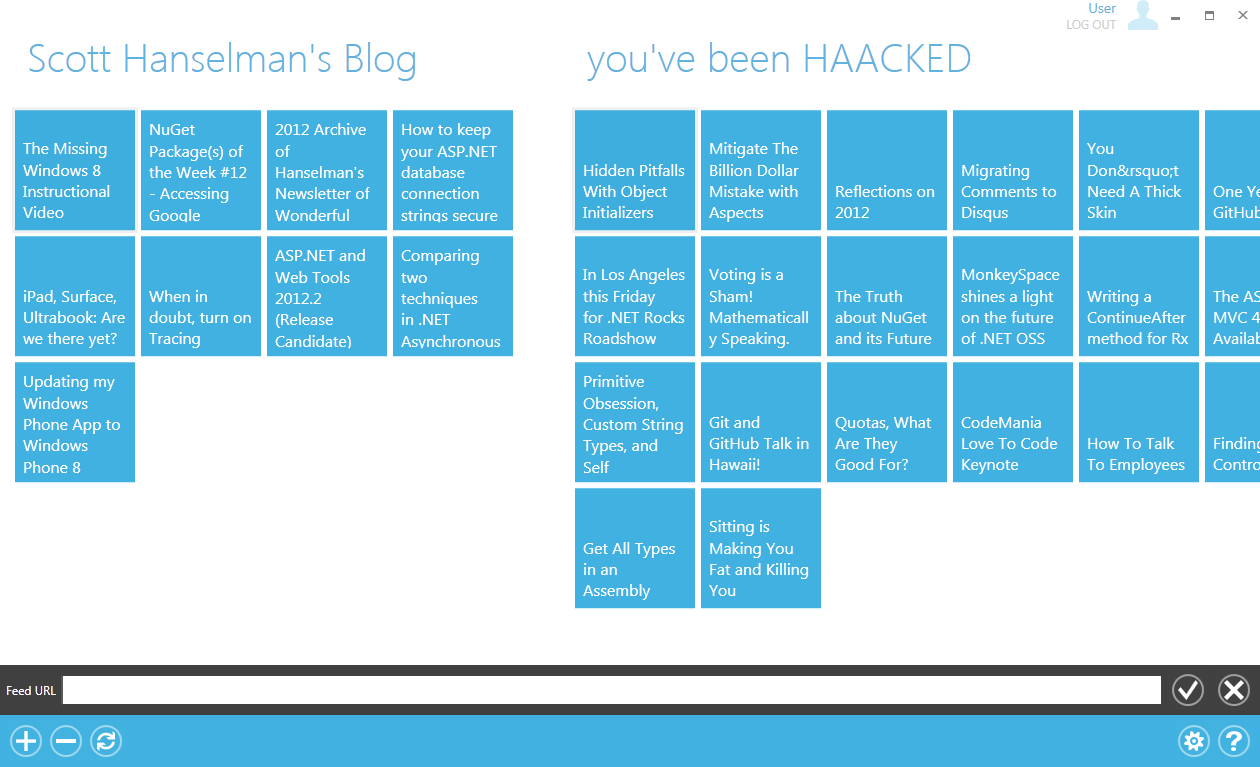 User
LOG OUT
Scott Hanselman's Blog
The Missing
Windows 8
Instructional
Video
NuGet
Package(s) of
the Week #12
- Accessing
Google
2012 Archive
of
Hanselman's
Newsletter of
Wonderful
How to keep
your ASP.NET
database
connection
strings secure
iPad, Surface,
Ultrabook: Are
we there yet?
When in
doubt, turn on
Tracing
ASP.NET and
Web Tools
2012.2
(Release
Candidate)
Comparing
two
techniques
in .NET
Asynchronous
Updating my
Windows
Phone App to
Windows
Phone 8
you've been HAACKED
Hidden Pitfalls
With Object
Initializers
Mitigate The
Billion Dollar
Mistake with
Aspects
Reflections on
2012
Migrating
Comments to
Disqus
You
Don&rsquo;t
Need A Thick
Skin
One Ye
GitHub
In Los Angeles
this Friday
for .NET Rocks
Roadshow
Voting is a
Sham!
Mathematicall
y Speaking.
The Truth
about NuGet
and its Future
MonkeySpace
shines a light
on the future
of .NET OSS
Writing a
ContinueAfter
method for Rx
The AS
MVC 4
Availab
Primitive
Obsession,
Custom String
Types, and
Self
Git and
GitHub Talk in
Hawaii!
Quotas, What
Are They
Good For?
CodeMania
Love To Code
Keynote
How To Talk
To Employees
Finding
Contro
Get All Types
in an
Assembly
Sitting is
Making You
Fat and Killing
You
Feed URL